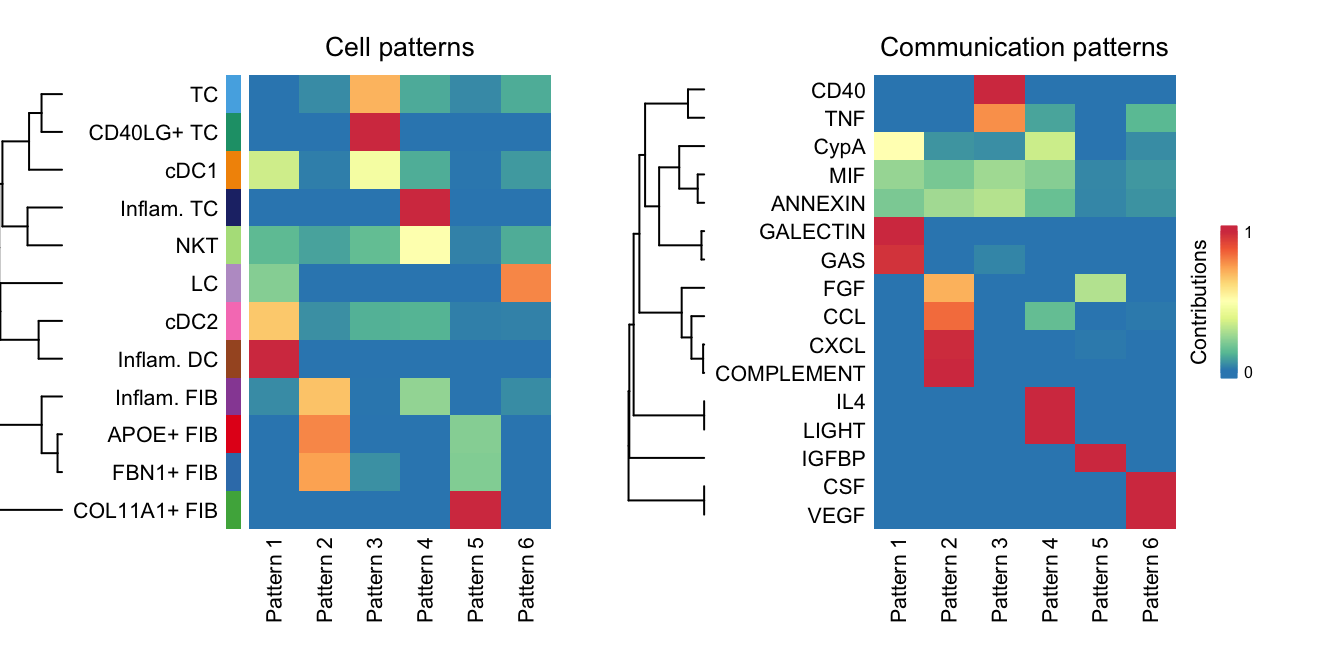 Cell patterns
TC
CD40LG+ TC
cDC1
Inflam. TC
NKT
LC
cDC2
Inflam. DC
Inflam. FIB
APOE+ FIB
FBN1+ FIB
COL11A1+ FIB
Pattern 1
Pattern 2
Pattern 3
Pattern 4
Pattern 5
Pattern 6
Communication patterns
CD40
TNF
CypA
MIF
ANNEXIN
GALECTIN
GAS
FGF
CCL
CXCL
COMPLEMENT
IL4
LIGHT
IGFBP
CSF
VEGF
Pattern 1
Pattern 2
Pattern 3
Pattern 4
Pattern 5
Pattern 6
Contributions
1
0